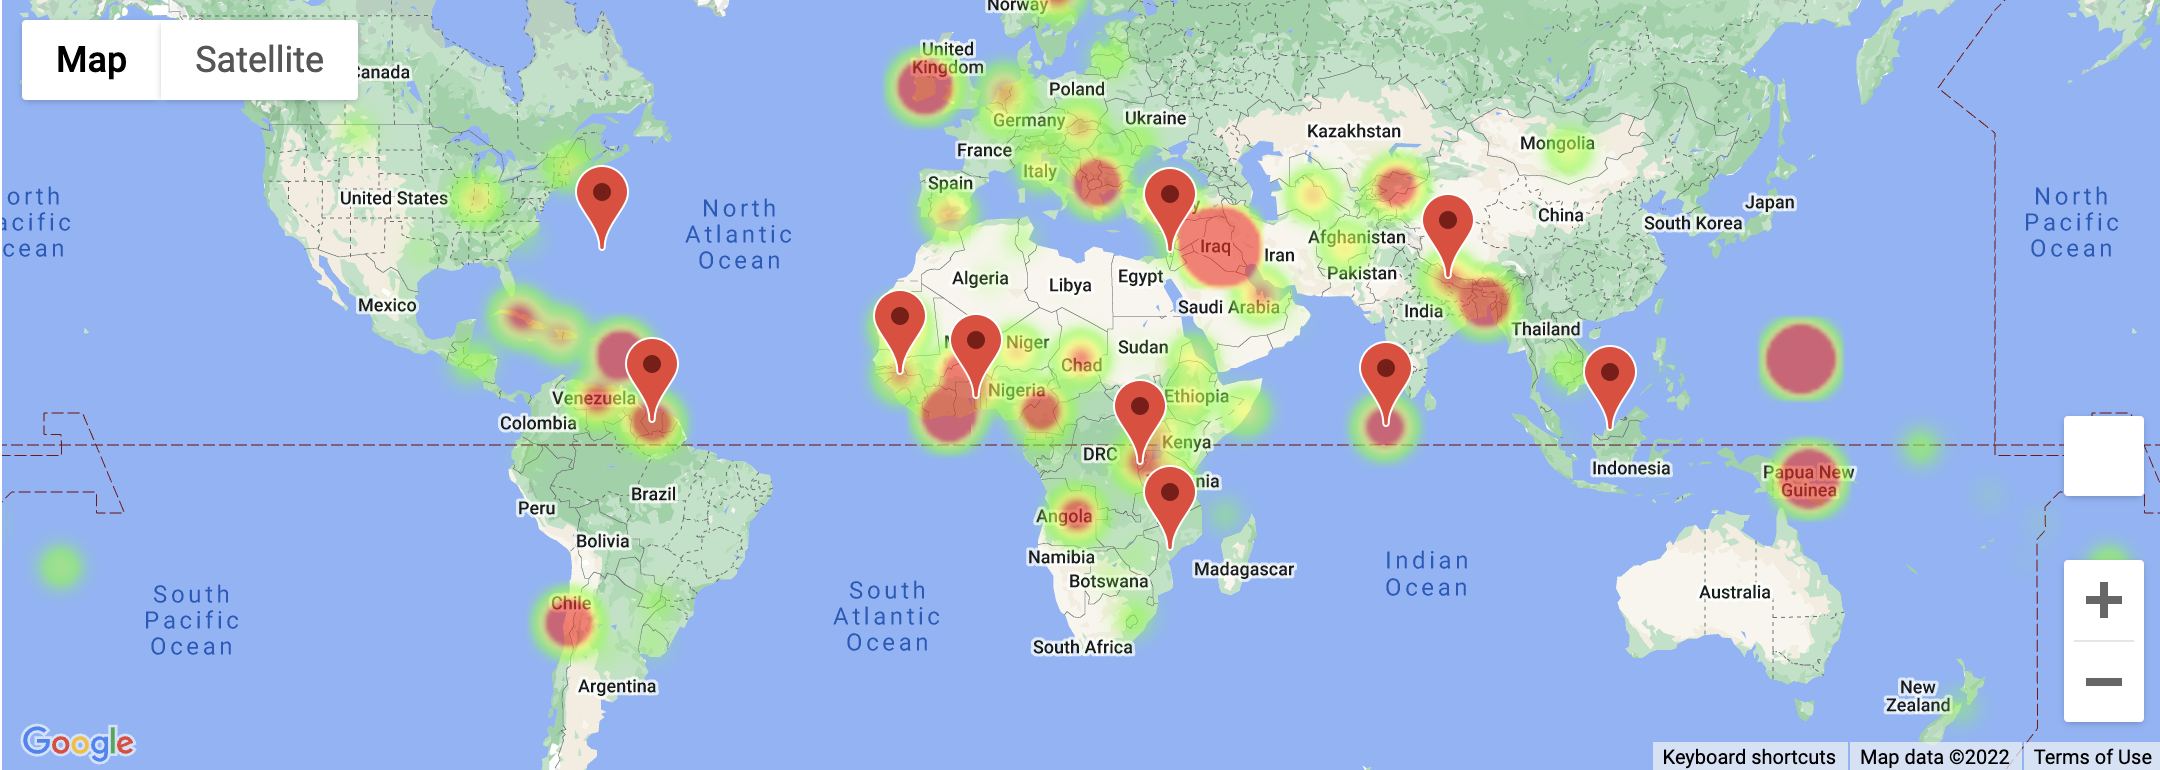 Norway
Map
Satellite
Canada
United
Kingdom
Poland
Germany
Ukraine
Kazakhstan
Mongolia
France
Italy
Spain
United States
China
Japan
South Korea
North
Pacific
Ocean
North
Atlantic
Ocean
orth
acific
cean
Iraq
Iran
Afghanistan
Pakistan
Algeria
Libya
Egypt
Saudi Arabia
Mexico
India
Thailand
Niger
Chad
Sudan
Nigeria
Ethiopia
Venezuela
Colombia
Kenya
DRC
nia
Indonesia
Papua New
Guinea
Brazil
Peru
Angola
Bolivia
Namibia
Botswana
Madagascar
Indian
Ocean
Australia
South
Pacific
Ocean
South
Atlantic
Ocean
Chile
South Africa
Argentina
New
Zealand
Google
Keyboard shortcuts
Map data ©2022
Terms of Use